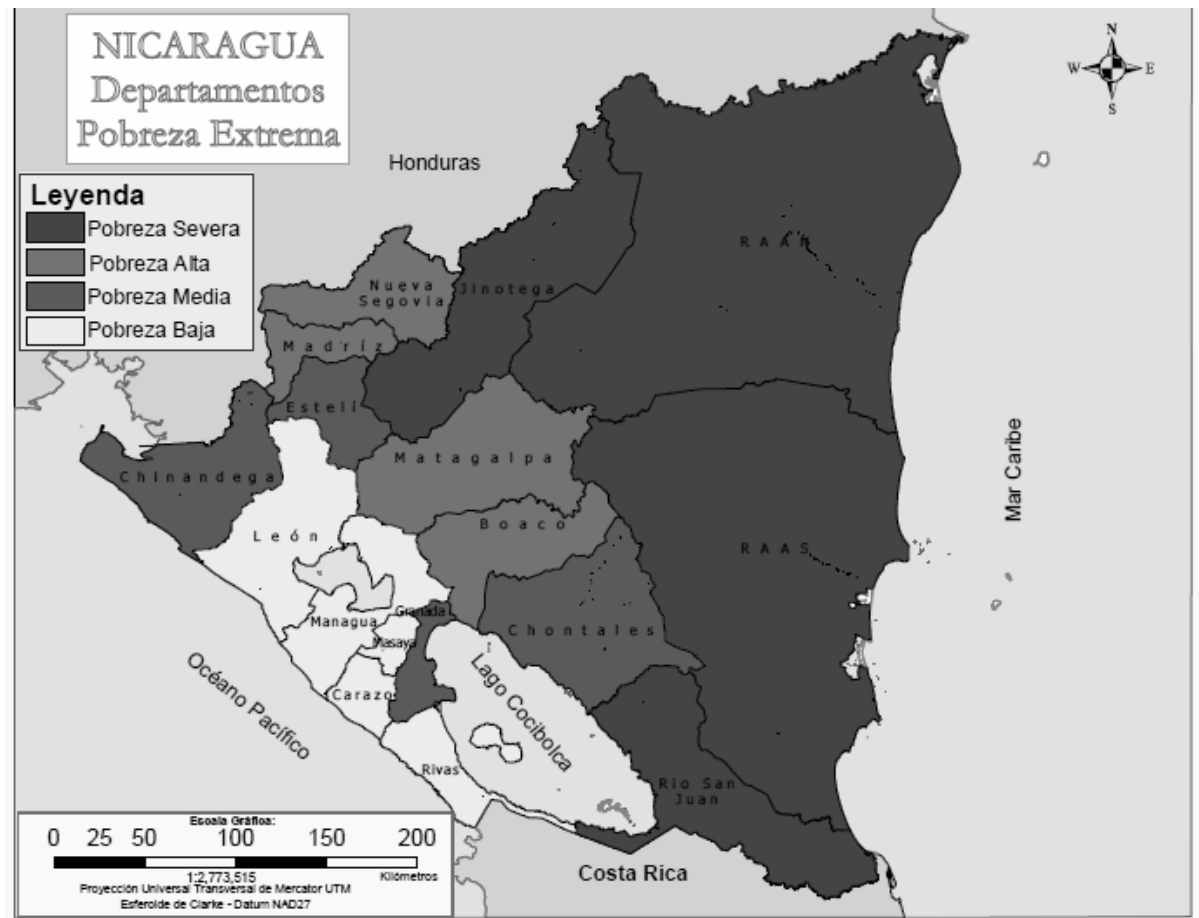 NICARAGUA
Departamentos
Pobreza Extrema
N
W
E
S
Honduras
Leyenda
Pobreza Severa
Pobreza Alta
Pobreza Media
Pobreza Baja
RAAN
Nueva
Segovia
Jinotega
Madríz
Estelí
Chinandega
Matagalpa
León
Boaco
RAAS
Mar Caribe
Managua
Granada
Masaya
Chontales
Carazo
Lago Cocibolca
Océano Pacífico
Rivas
Rio San
Juan
Costa Rica
Escala Gráfica:
0 25 50 100 150 200
1:2,773,515
Kilómetros
Proyección Universal Transversal de Mercator UTM
Esferoide de Clarke - Datum NAD27